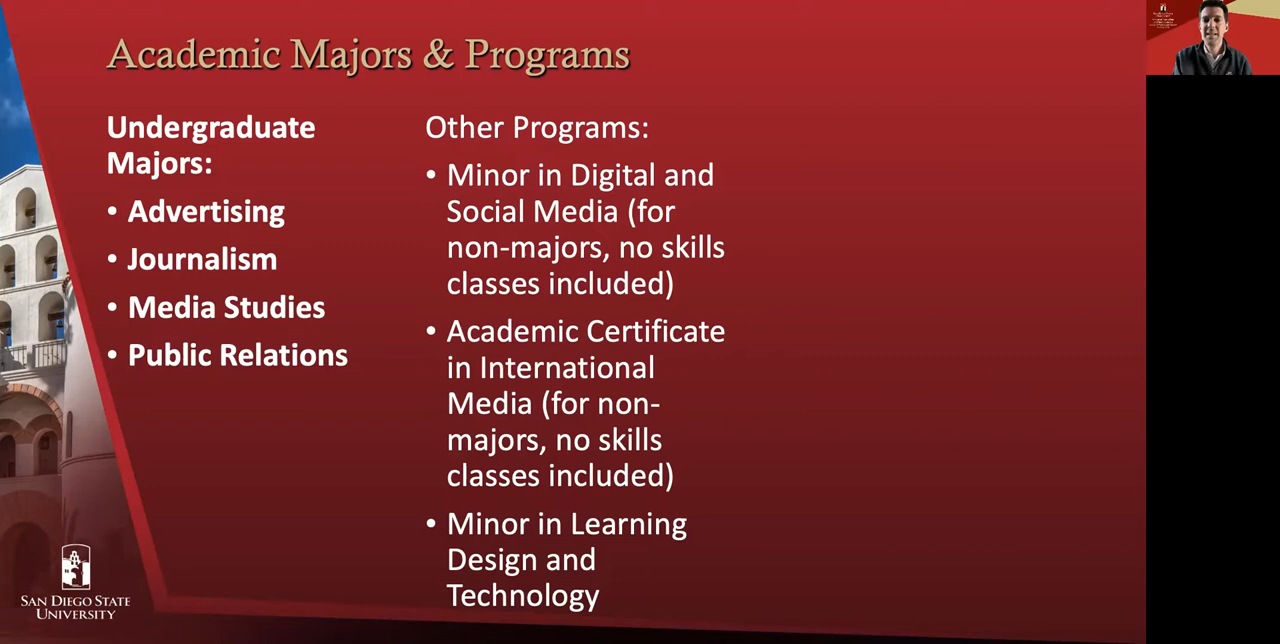 Academic Majors & Programs
Undergraduate
Majors:
• Advertising
• Journalism
• Media Studies
• Public Relations
Other Programs:
• Minor in Digital and
Social Media (for
non-majors, no skills
classes included)
• Academic Certificate
in International
Media (for non-
majors, no skills
classes included)
• Minor in Learning
Design and
Technology
SAN DIEGO STATE
UNIVERSITY